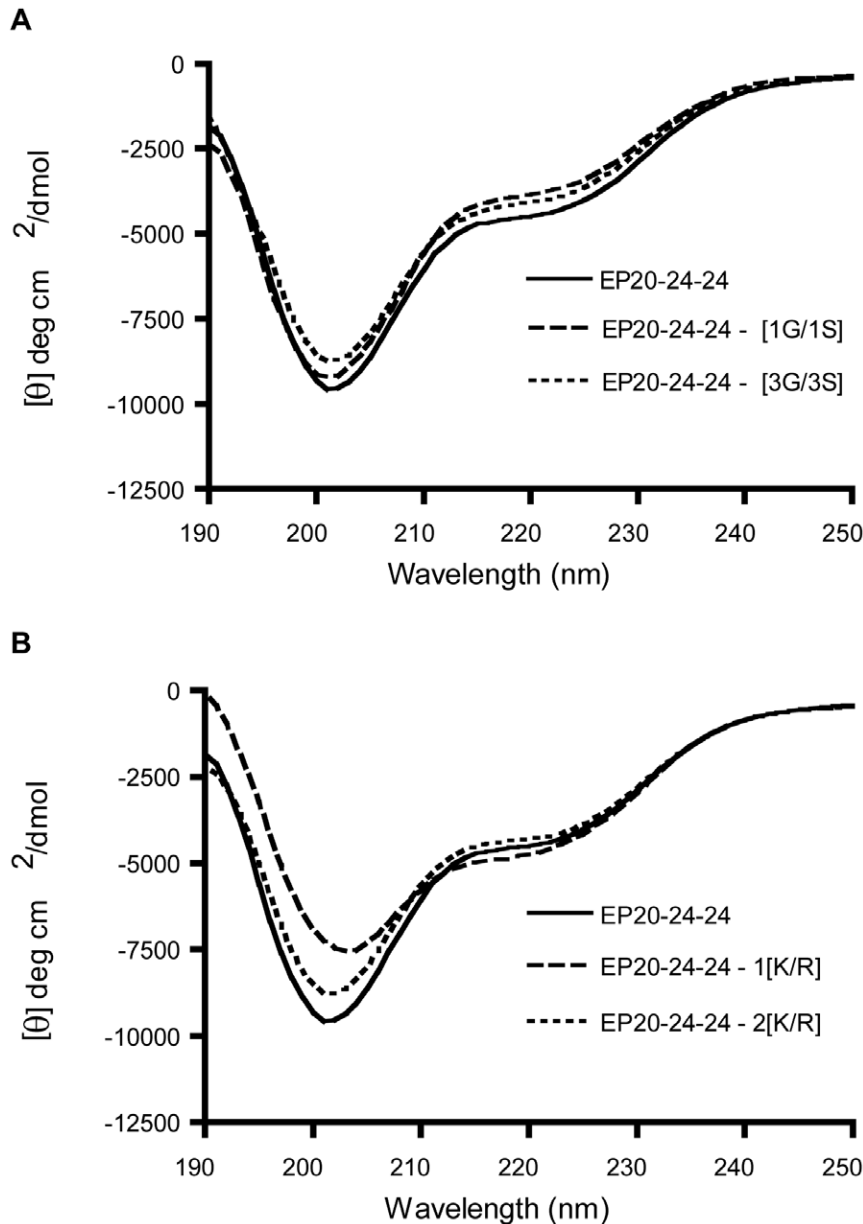 A
0
-2500
-5000
-7500
-10000
-12500
[θ] deg cm 2/dmol
EP20-24-24
EP20-24-24 - [1G/1S]
EP20-24-24 - [3G/3S]
190 200 210 220 230 240 250
Wavelength (nm)
B
0
-2500
-5000
-7500
-10000
-12500
[θ] deg cm 2/dmol
EP20-24-24
EP20-24-24 - 1[K/R]
EP20-24-24 - 2[K/R]
190 200 210 220 230 240 250
Wavelength (nm)